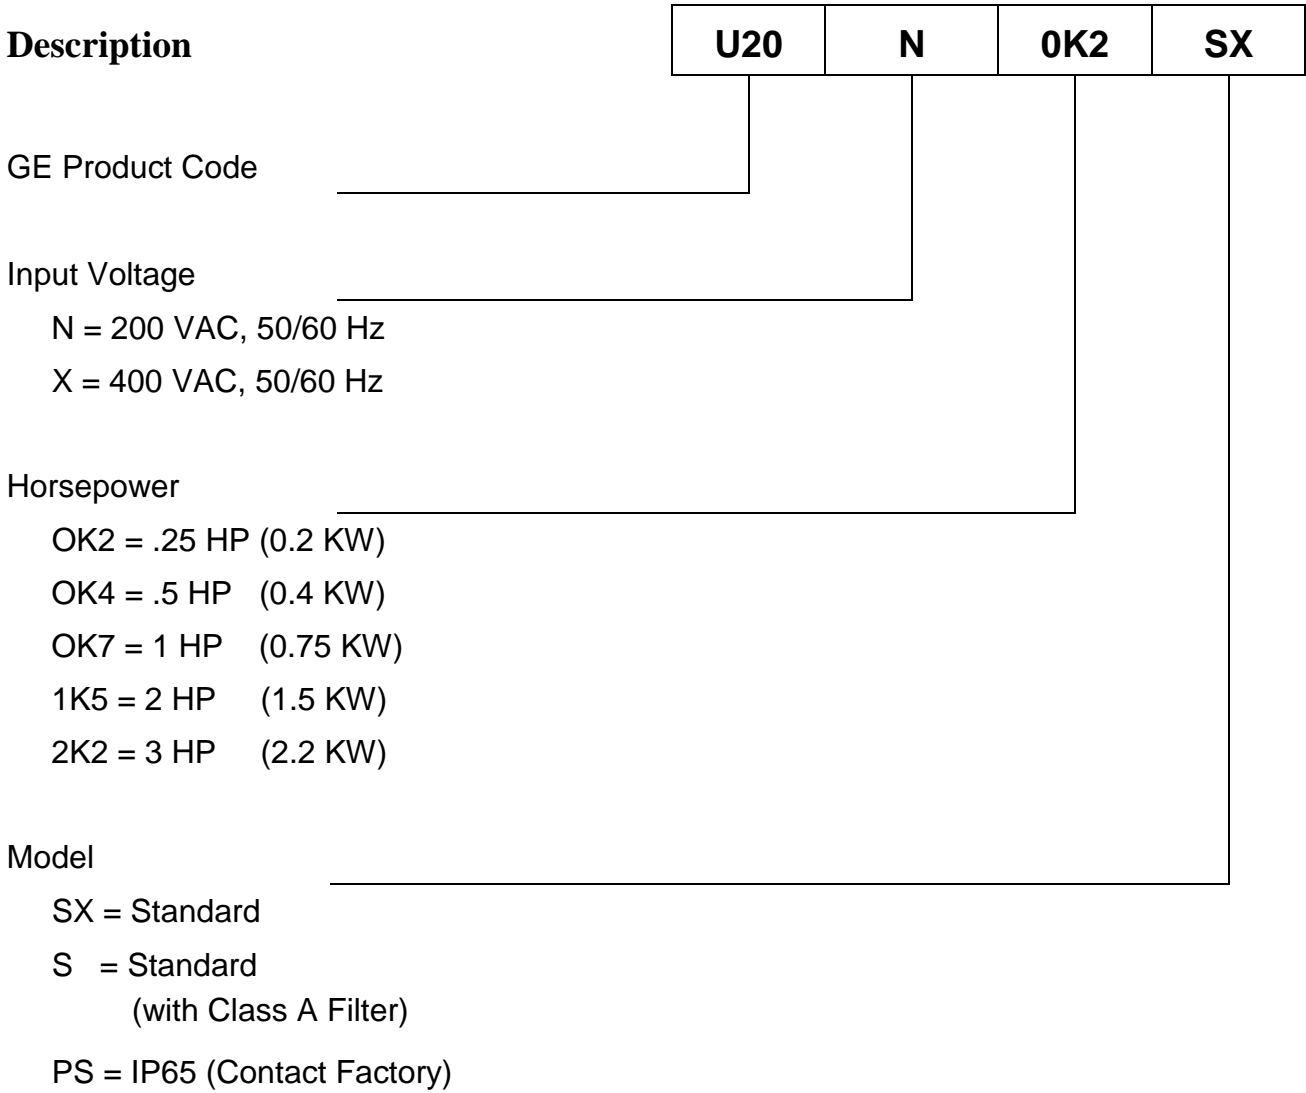 Description U20 N 0K2 SX
GE Product Code
Input Voltage
N = 200 VAC, 50/60 Hz
X = 400 VAC, 50/60 Hz
Horsepower
OK2 = .25 HP (0.2 KW)
OK4 = .5 HP (0.4 KW)
OK7 = 1 HP (0.75 KW)
1K5 = 2 HP (1.5 KW)
2K2 = 3 HP (2.2 KW)
Model
SX = Standard
S = Standard
(with Class A Filter)
PS = IP65 (Contact Factory)